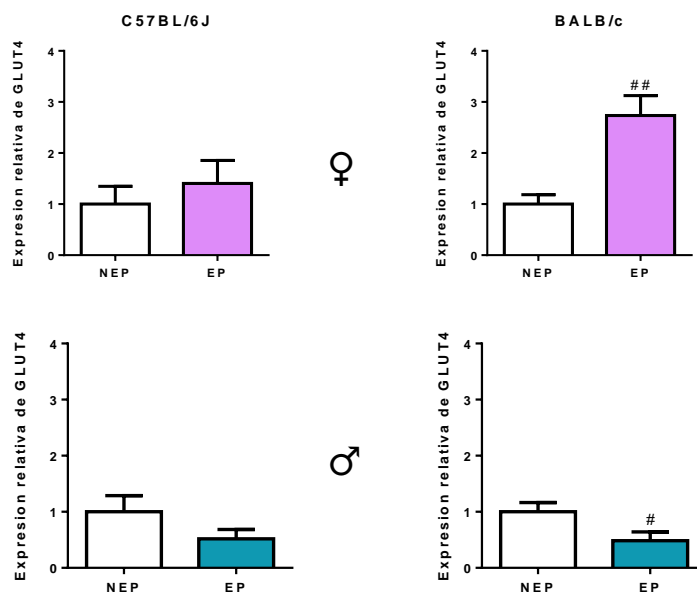 C57BL/6J
Expresion relativa de GLUT4
4
3
2
1
0
NEP EP
BALB/c
Expresion relativa de GLUT4
4
3
2
1
0
##
NEP EP
♀
Expresion relativa de GLUT4
4
3
2
1
0
NEP EP
♂
Expresion relativa de GLUT4
4
3
2
1
0
#
NEP EP